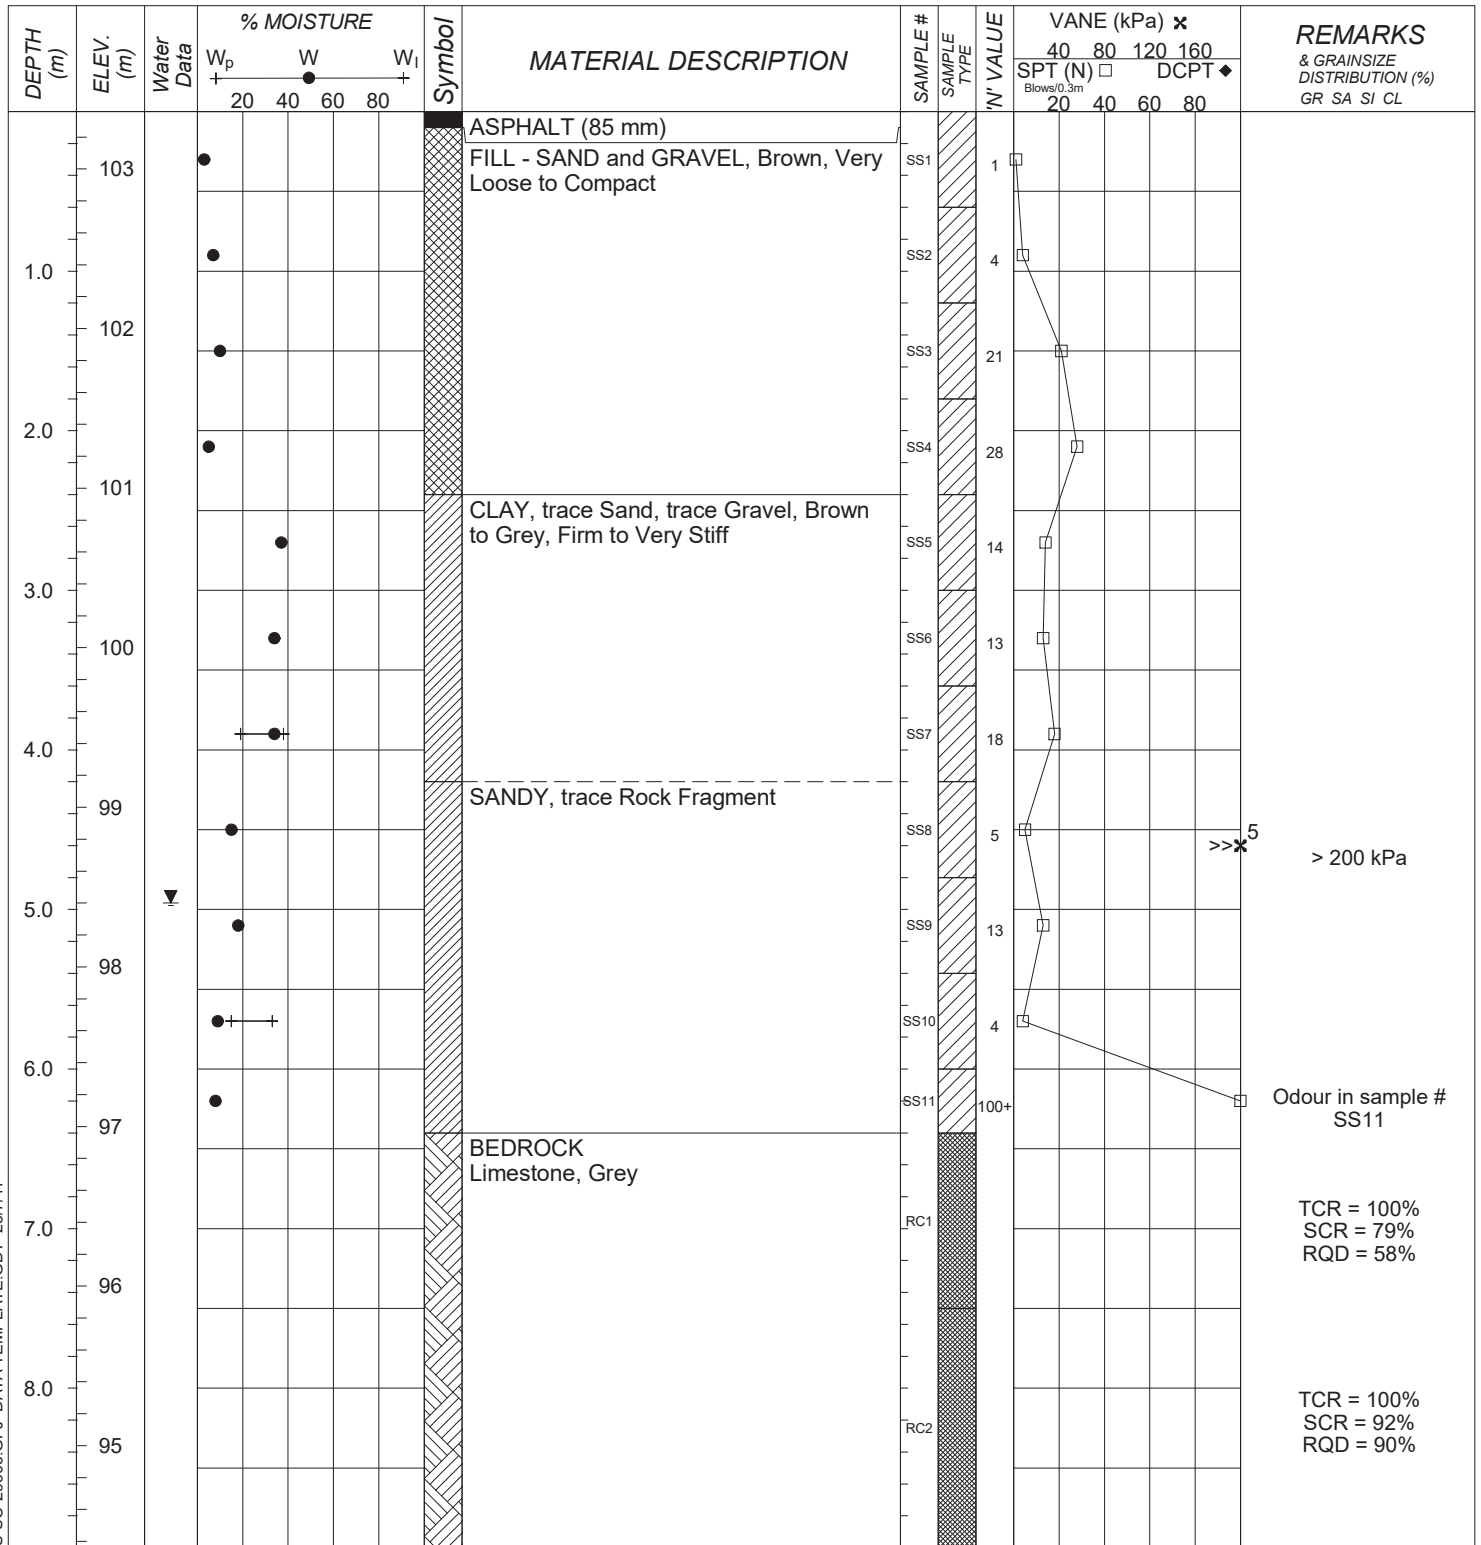 DEPTH (m)
ELEV. (m)
Water Data
% MOISTURE
Wp W Wl
20 40 60 80
Symbol
MATERIAL DESCRIPTION
SAMPLE #
SAMPLE TYPE
'N' VALUE
VANE (kPa)
40 80 120 160
SPT (N) DCPT
Blows/0.3m
20 40 60 80
REMARKS
& GRAINSIZE
DISTRIBUTION (%)
GR SA SI CL
ASPHALT (85 mm)
103
FILL - SAND and GRAVEL, Brown, Very
Loose to Compact
SS1
1
1.0
SS2
4
102
SS3
21
2.0
SS4
28
101
CLAY, trace Sand, trace Gravel, Brown
to Grey, Firm to Very Stiff
SS5
14
3.0
100
SS6
13
4.0
SS7
18
99
SANDY, trace Rock Fragment
SS8
5
5
>>
> 200 kPa
5.0
SS9
13
98
SS10
4
6.0
97
SS11
100+
Odour in sample #
SS11
BEDROCK
Limestone, Grey
7.0
RC1
TCR = 100%
SCR = 79%
RQD = 58%
96
8.0
RC2
TCR = 100%
SCR = 92%
RQD = 90%
95